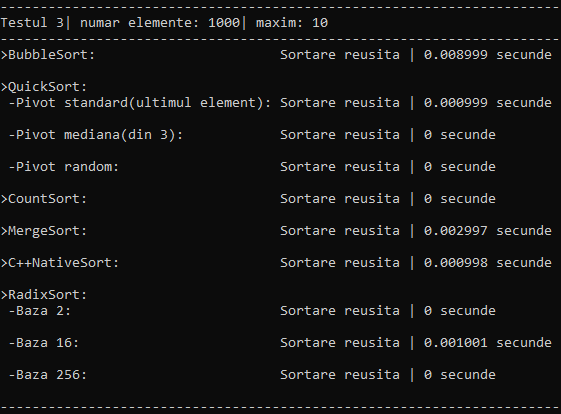 ----------------------------------------------------------------------
Testul 3| numar elemente: 1000| maxim: 10
----------------------------------------------------------------------
>BubbleSort:                       Sortare reusita | 0.008999 secunde
>QuickSort:
 -Pivot standard(ultimul element): Sortare reusita | 0.000999 secunde
 -Pivot mediana(din 3):            Sortare reusita | 0 secunde
 -Pivot random:                    Sortare reusita | 0 secunde
>CountSort:                        Sortare reusita | 0 secunde
>MergeSort:                        Sortare reusita | 0.002997 secunde
>C++NativeSort:                    Sortare reusita | 0.000998 secunde
>RadixSort:
 -Baza 2:                          Sortare reusita | 0 secunde
 -Baza 16:                         Sortare reusita | 0.001001 secunde
 -Baza 256:                        Sortare reusita | 0 secunde
----------------------------------------------------------------------